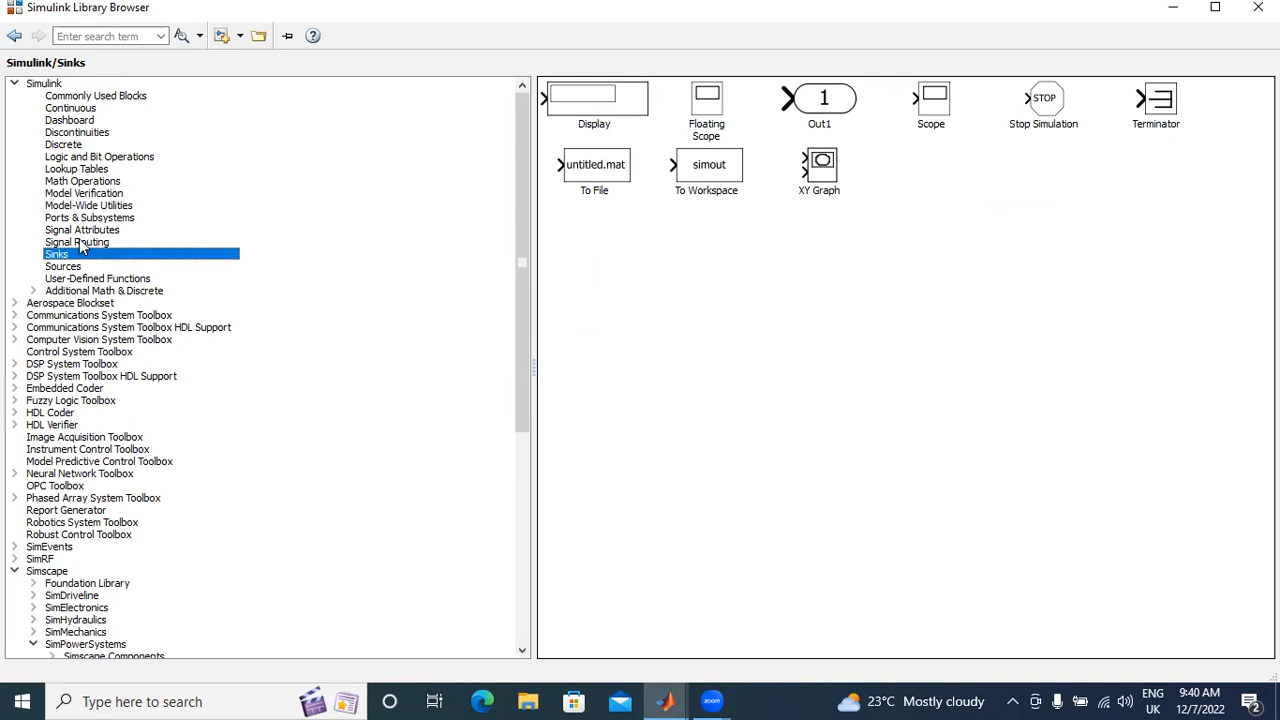 Simulink Library Browser
Enter search term
Simulink/Sinks
Simulink
Commonly Used Blocks
Continuous
Dashboard
Discontinuities
Discrete
Logic and Bit Operations
Lookup Tables
Math Operations
Model Verification
Model-Wide Utilities
Ports & Subsystems
Signal Attributes
Signal Routing
Sinks
Sources
User-Defined Functions
Additional Math & Discrete
Aerospace Blockset
Communications System Toolbox
Communications System Toolbox HDL Support
Computer Vision System Toolbox
Control System Toolbox
DSP System Toolbox
DSP System Toolbox HDL Support
Embedded Coder
Fuzzy Logic Toolbox
HDL Coder
HDL Verifier
Image Acquisition Toolbox
Instrument Control Toolbox
Model Predictive Control Toolbox
Neural Network Toolbox
OPC Toolbox
Phased Array System Toolbox
Report Generator
Robotics System Toolbox
Robust Control Toolbox
SimEvents
SimRF
Simscape
Foundation Library
SimDriveline
SimElectronics
SimHydraulics
SimMechanics
SimPowerSystems
Simscape Components
Display
Floating
Scope
1
Out1
Scope
STOP
Stop Simulation
Terminator
untitled.mat
To File
simout
To Workspace
XY Graph
Type here to search
zoom
23°C Mostly cloudy
ENG
UK
9:40 AM
12/7/2022
2